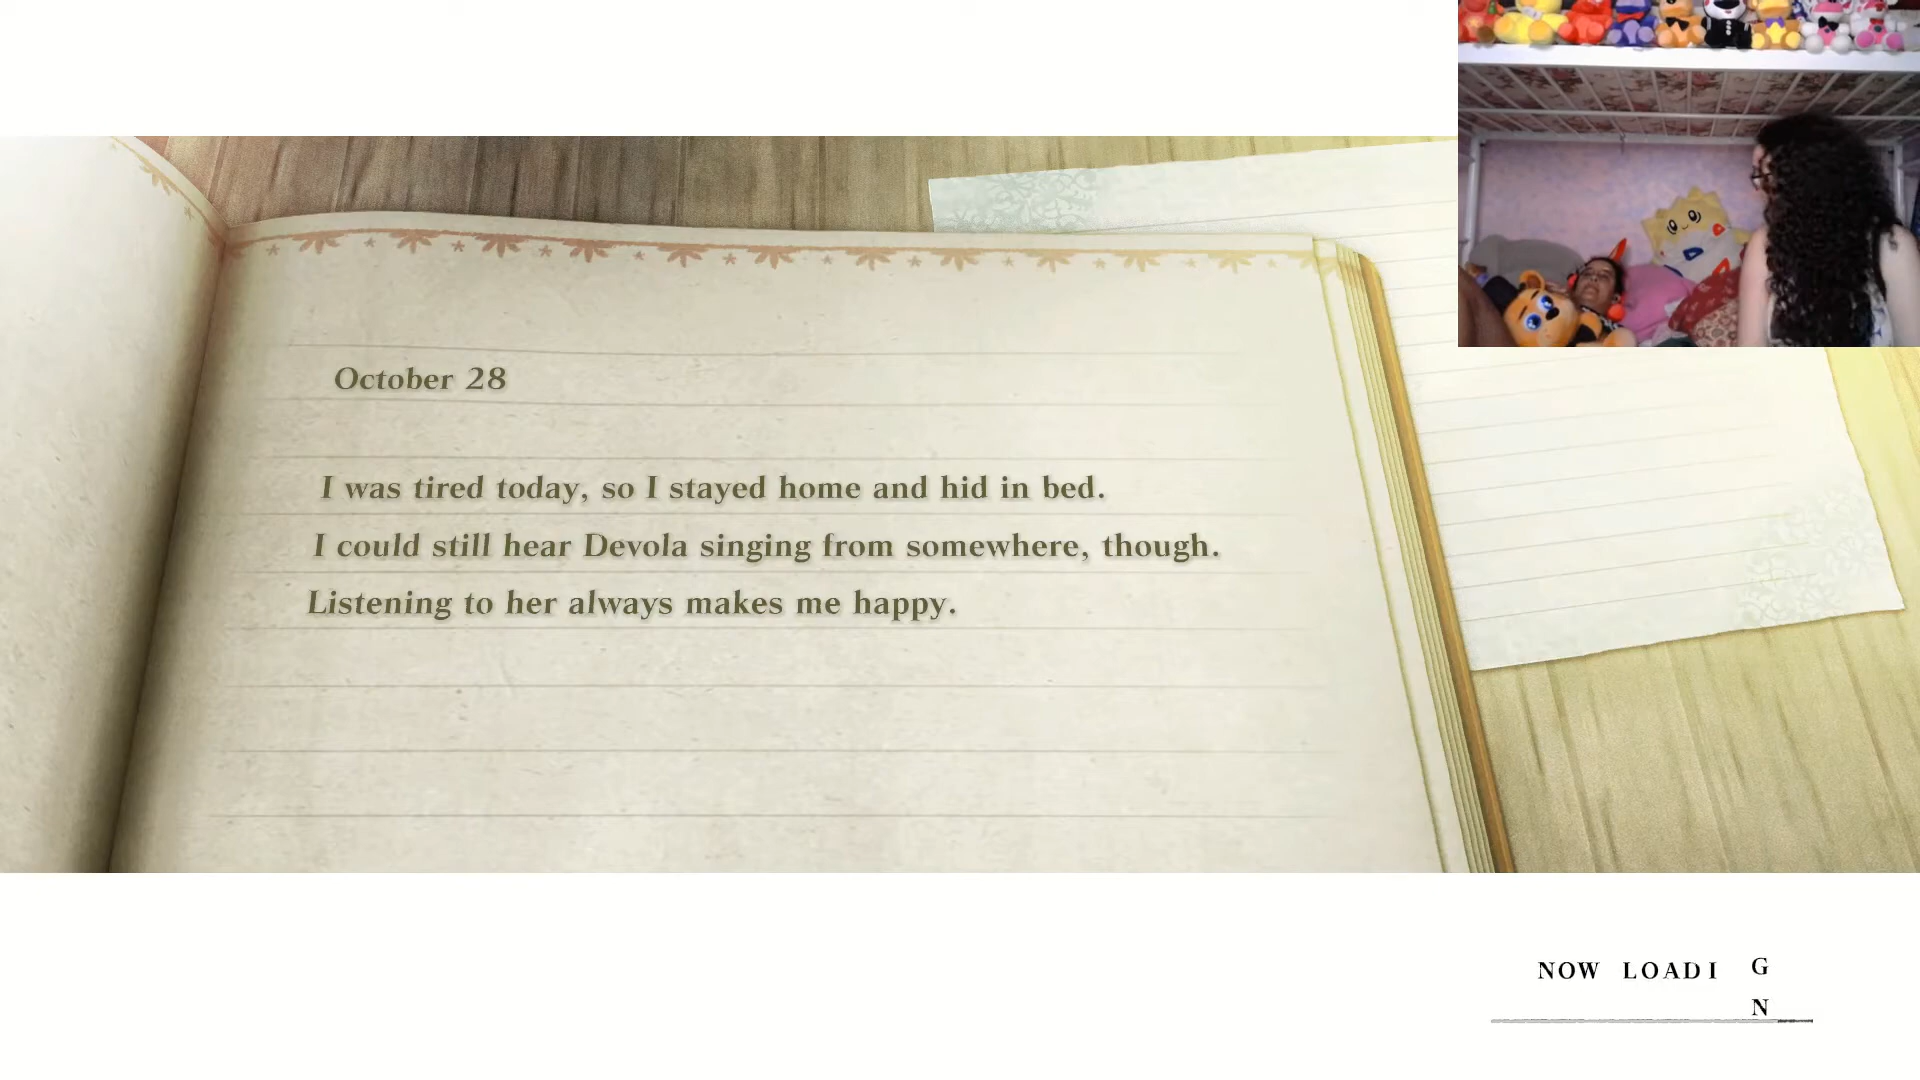 October 28
I was tired today, so I stayed home and hid in bed.
I could still hear Devola singing from somewhere, though.
Listening to her always makes me happy.
NOW LOADI G
N